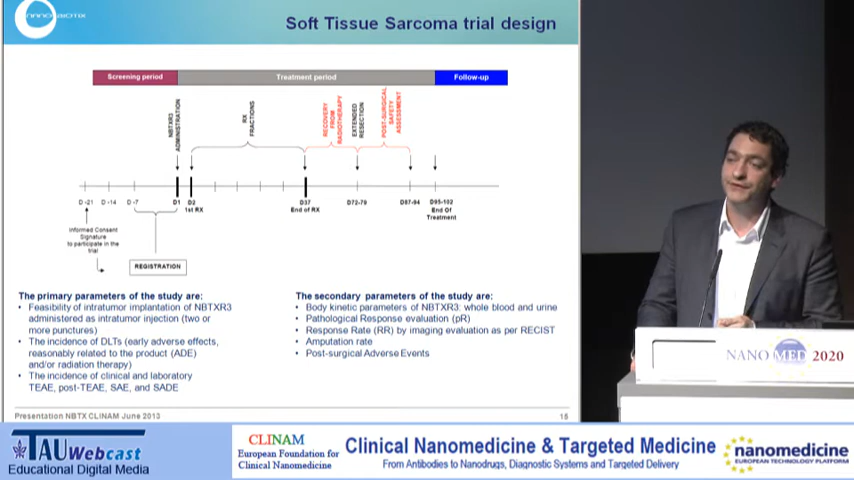 NANOBIOTIX
Soft Tissue Sarcoma trial design
Screening period
Treatment period
Follow-up
NBTXR3
ADMINISTRATION
RX
FRACTIONS
RECOVERY
FROM
RADIOTHERAPY
EXTENDED
RESECTION
POST-SURGICAL
SAFETY
ASSESSMENT
D -21 D -14 D -7 D1 D2 D37 D72-79 D87-94 D95-102
1st RX End of RX End Of
Treatment
Informed Consent
Signature
to participate in the
trial
REGISTRATION
The primary parameters of the study are:
• Feasibility of intratumor implantation of NBTXR3
administered as intratumor injection (two or
more punctures)
• The incidence of DLTs (early adverse effects,
reasonably related to the product (ADE)
and/or radiation therapy)
• The incidence of clinical and laboratory
TEAE, post-TEAE, SAE, and SADE
The secondary parameters of the study are:
• Body kinetic parameters of NBTXR3: whole blood and urine
• Pathological Response evaluation (pR)
• Response Rate (RR) by imaging evaluation as per RECIST
• Amputation rate
• Post-surgical Adverse Events
Presentation NBTX CLINAM June 2013
15
NANO MED 2020
TAU Webcast
Educational Digital Media
CLINAM
European Foundation for
Clinical Nanomedicine
Clinical Nanomedicine & Targeted Medicine
From Antibodies to Nanodrugs, Diagnostic Systems and Targeted Delivery
nanomedicine
EUROPEAN TECHNOLOGY PLATFORM